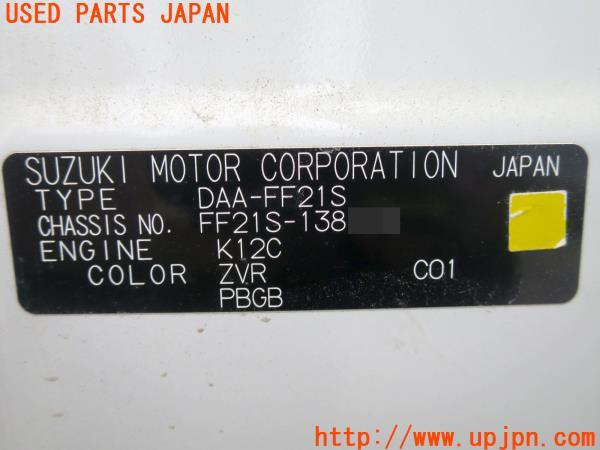 USED PARTS JAPAN
SUZUKI MOTOR CORPORATION JAPAN
TYPE DAA-FF21S
CHASSIS NO. FF21S-138
ENGINE K12C
COLOR ZVR C01
PBGB
http://www.upjpn.com/